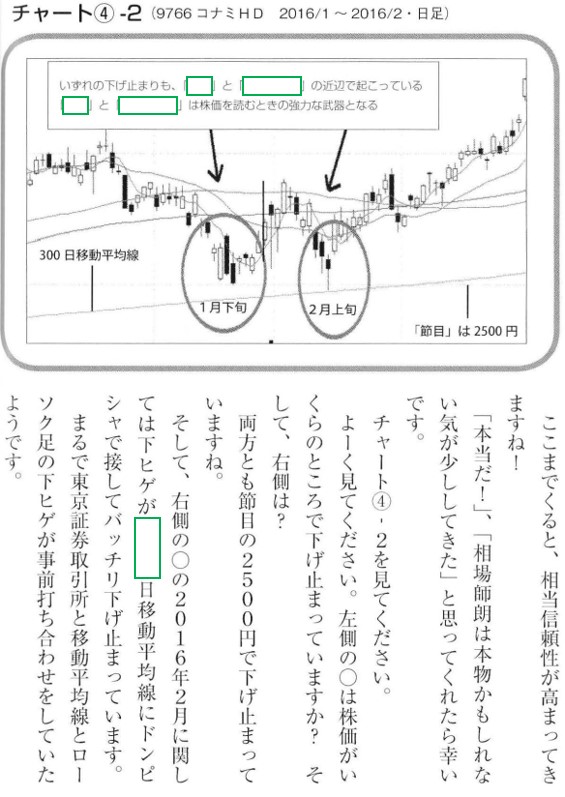 チャート④-2(9766 コナミHD 2016/1～2016/2・日足)
いずれの下げ止まりも、「 」と「 」の近辺で起こっている
「 」と「 」は株価を読むときの強力な武器となる
300日移動平均線
1月下旬
2月上旬
「節目」は2500円
ここまでくると、相当信頼性が高まってき
ますね！
「本当だ！」、「相場師朗は本物かもしれな
い気が少ししてきた」と思ってくれたら幸い
です。
チャート④-2を見てください。
よーく見てください。左側の〇は株価がい
くらのところで下げ止まっていますか？ そ
して、右側は？
両方とも節目の2500円で下げ止まって
いますね。
そして、右側の〇の2016年2月に関し
ては下ヒゲが 日移動平均線にドンピ
シャで接してバッチリ下げ止まっています。
まるで東京証券取引所と移動平均線とロー
ソク足の下ヒゲが事前打ち合わせをしていた
ようです。